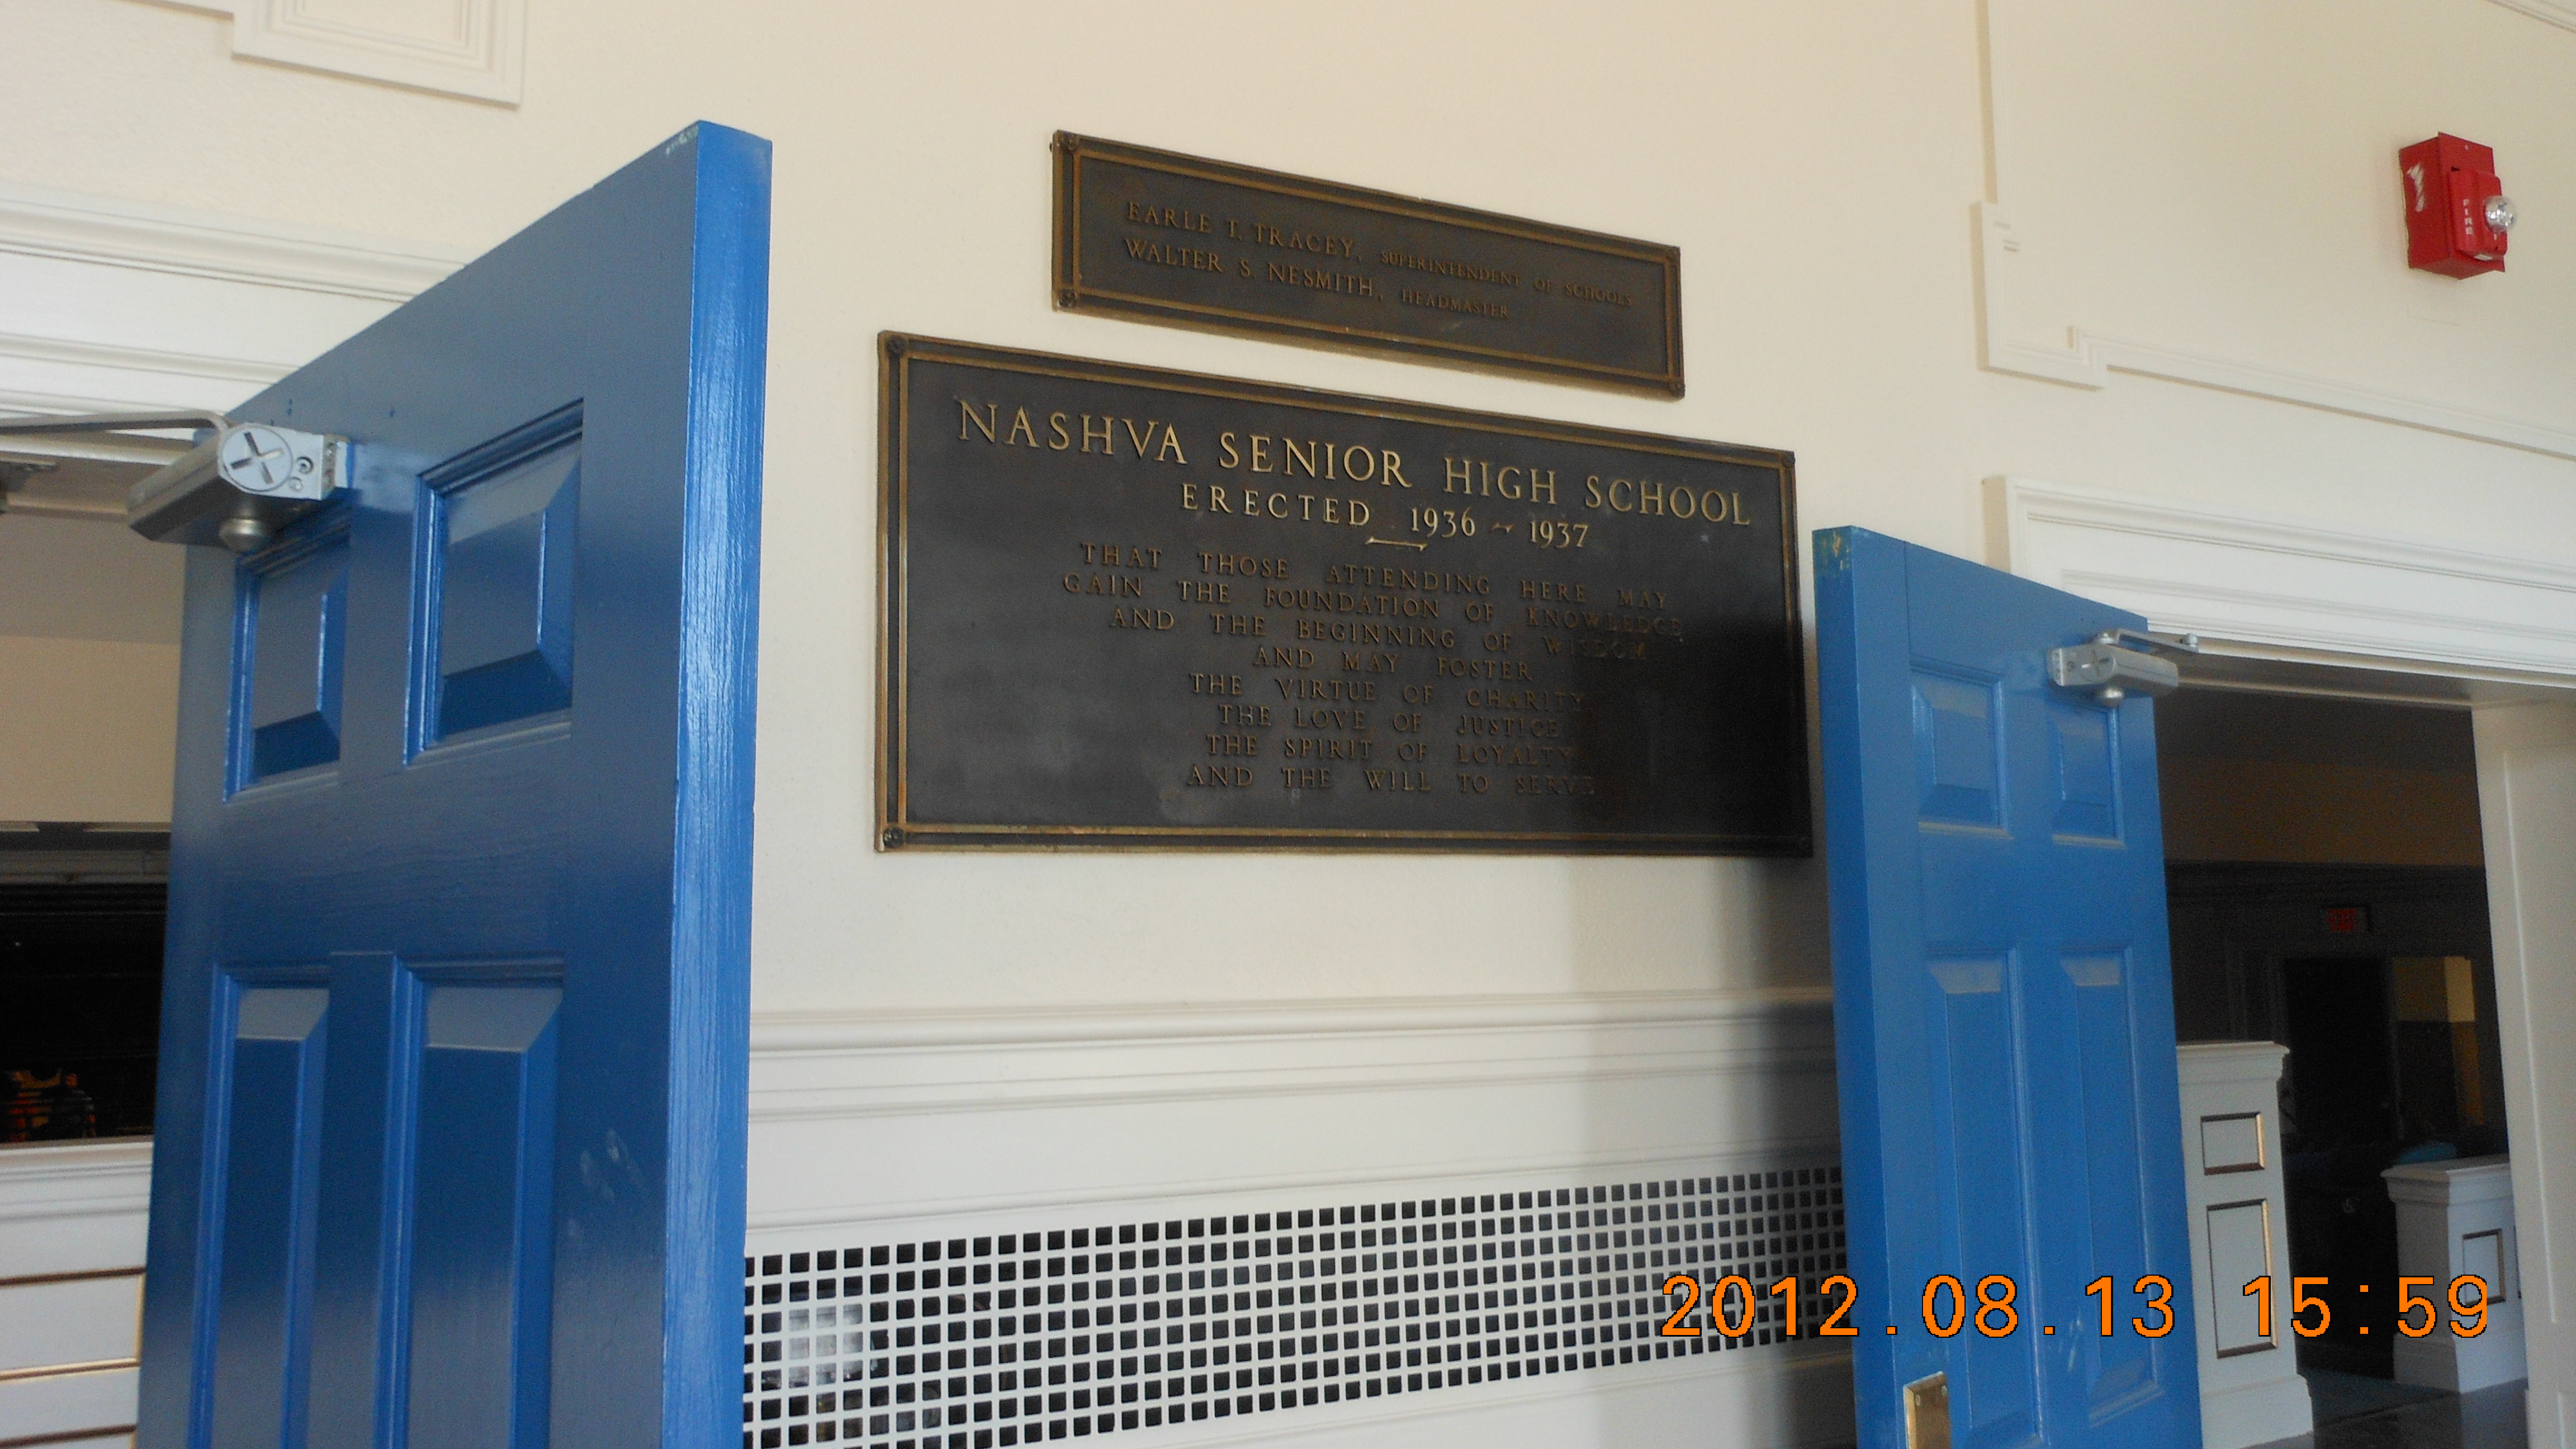 EARLE T. TRACEY, SUPERINTENDENT OF SCHOOLS
WALTER S. NESMITH, HEADMASTER
NASHVA SENIOR HIGH SCHOOL
ERECTED 1936 ~ 1937
THAT THOSE ATTENDING HERE MAY
GAIN THE FOUNDATION OF KNOWLEDGE
AND THE BEGINNING OF WISDOM
AND MAY FOSTER
THE VIRTUE OF CHARITY
THE LOVE OF JUSTICE
THE SPIRIT OF LOYALTY
AND THE WILL TO SERVE
FIRE
EXIT
2012.08.13 15:59